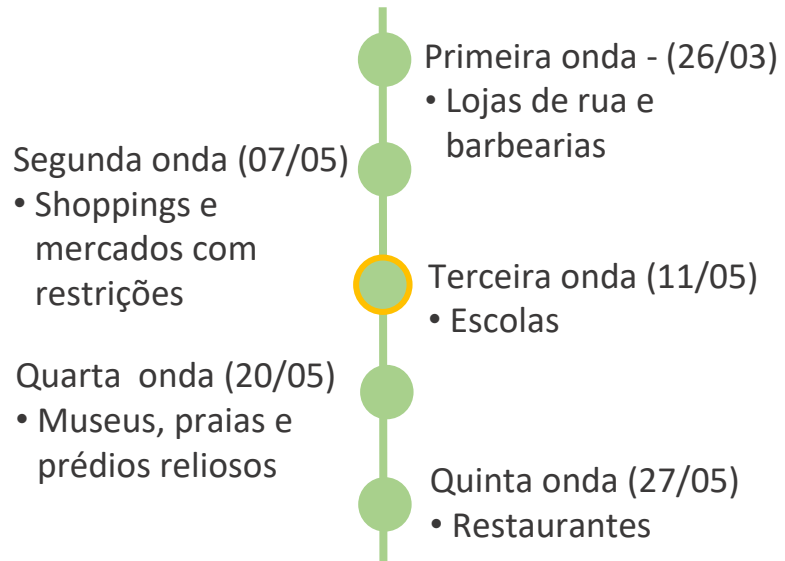 Primeira onda - (26/03)
• Lojas de rua e
barbearias
Segunda onda (07/05)
• Shoppings e
mercados com
restrições
Terceira onda (11/05)
• Escolas
Quarta  onda (20/05)
• Museus, praias e
prédios reliosos
Quinta onda (27/05)
• Restaurantes